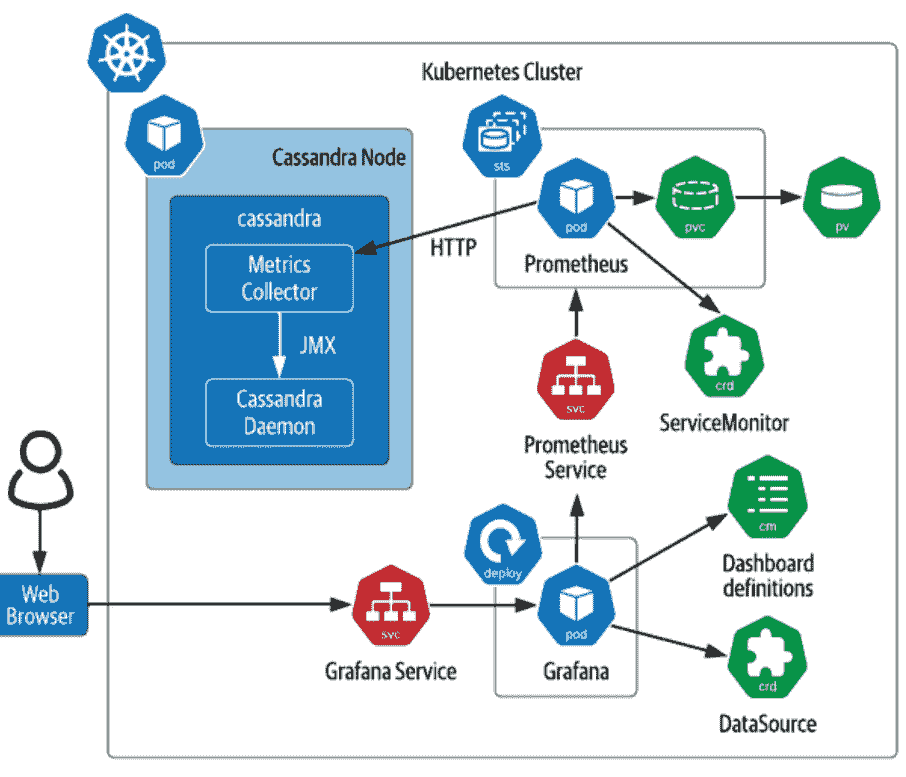 Kubernetes Cluster
pod
Cassandra Node
cassandra
Metrics
Collector
JMX
Cassandra
Daemon
HTTP
sts
pod
Prometheus
pvc
pv
crd
ServiceMonitor
svc
Prometheus
Service
Web
Browser
svc
Grafana Service
deploy
pod
Grafana
cm
Dashboard
definitions
crd
DataSource